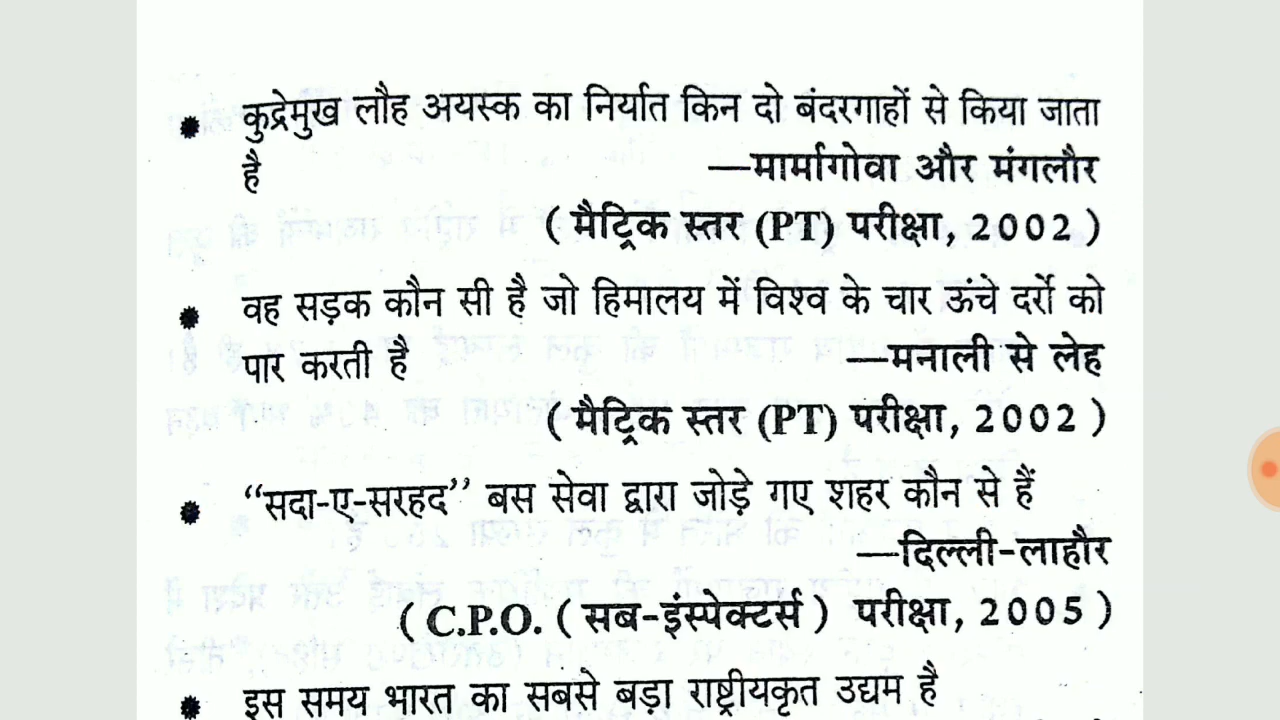 कुद्रेमुख लौह अयस्क का निर्यात किन दो बंदरगाहों से किया जाता
है —मार्मागोवा और मंगलौर
( मैट्रिक स्तर (PT) परीक्षा, 2002 )
वह सड़क कौन सी है जो हिमालय में विश्व के चार ऊंचे दर्रो को
पार करती है —मनाली से लेह
( मैट्रिक स्तर (PT) परीक्षा, 2002 )
“सदा-ए-सरहद” बस सेवा द्वारा जोड़े गए शहर कौन से हैं
—दिल्ली-लाहौर
( C.P.O. ( सब-इंस्पेक्टर्स ) परीक्षा, 2005 )
इस समय भारत का सबसे बड़ा राष्ट्रीयकृत उद्यम है